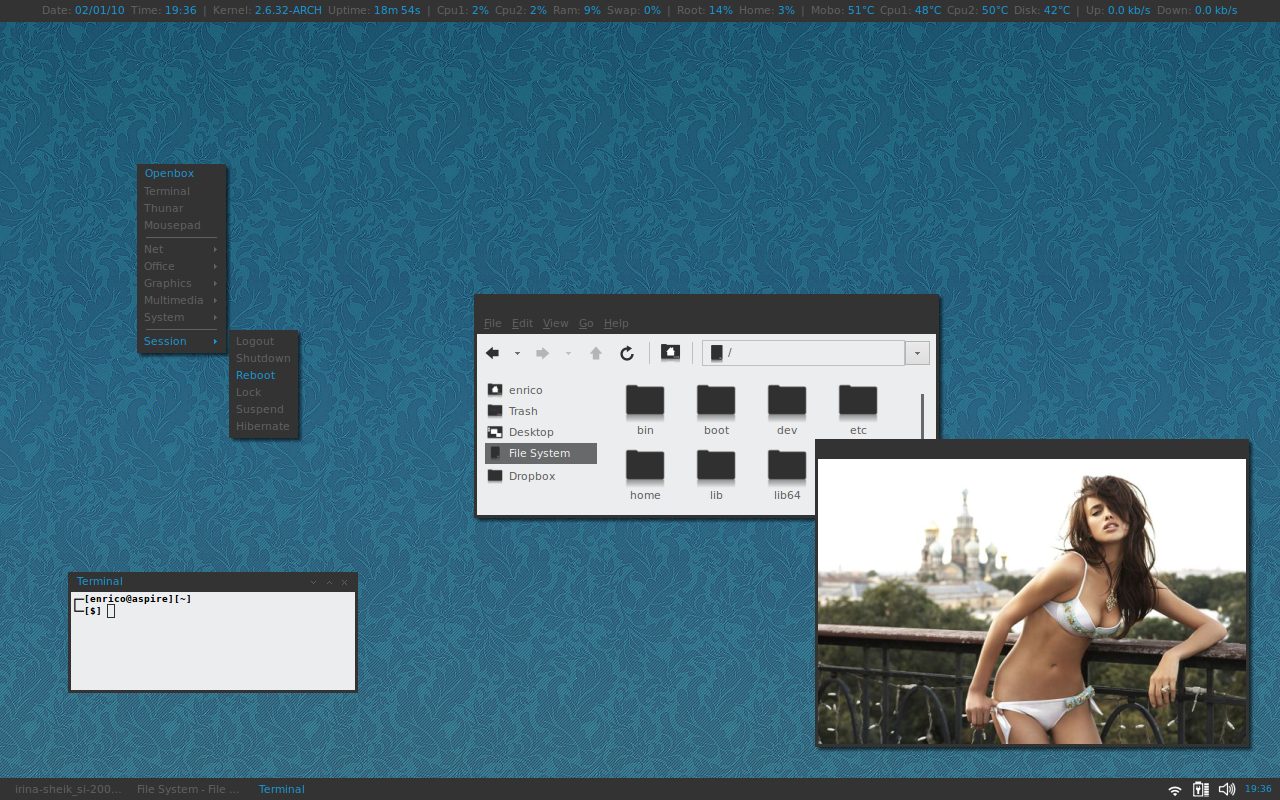 Date: 02/01/10 Time: 19:36 | Kernel: 2.6.32-ARCH Uptime: 18m 54s | Cpu1: 2% Cpu2: 2% Ram: 9% Swap: 0% | Root: 14% Home: 3% | Mobo: 51°C Cpu1: 48°C Cpu2: 50°C Disk: 42°C | Up: 0.0 kb/s Down: 0.0 kb/s
Openbox
Terminal
Thunar
Mousepad
Net
Office
Graphics
Multimedia
System
Session
Logout
Shutdown
Reboot
Lock
Suspend
Hibernate
File Edit View Go Help
/
enrico
Trash
Desktop
File System
Dropbox
bin boot dev etc
home lib lib64
Terminal
[enrico@aspire][~]
[$]
irina-sheik_si-200... File System - File ... Terminal 19:36